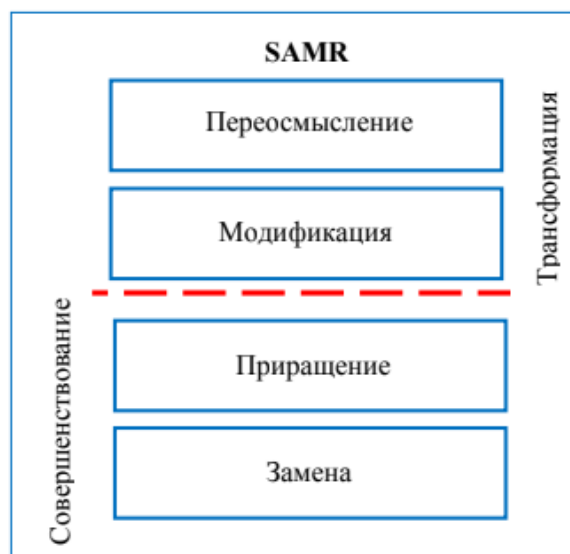 SAMR
Переосмысление
Модификация
Трансформация
Приращение
Замена
Совершенствование